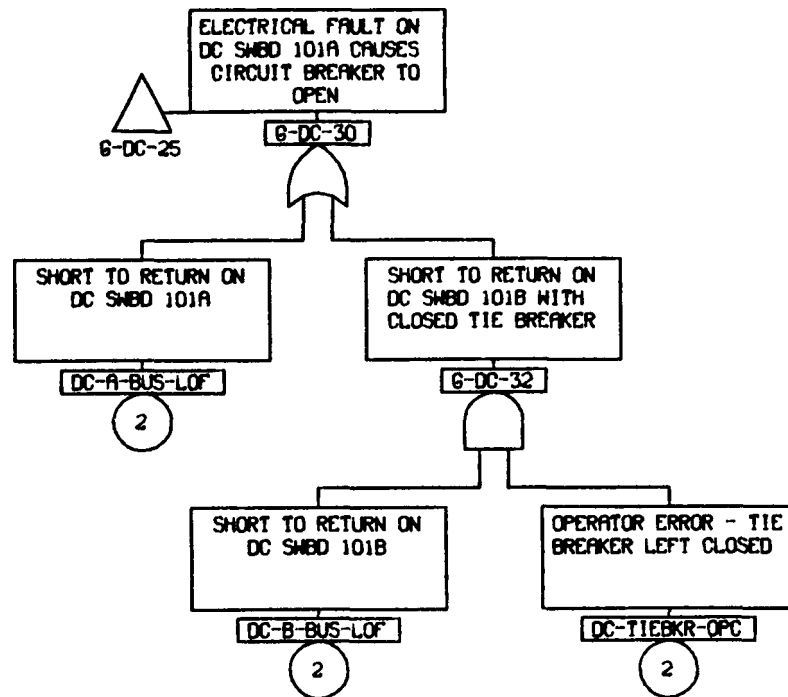 ELECTRICAL FAULT ON
DC SWBD 101A CAUSES
CIRCUIT BREAKER TO
OPEN
G-DC-25
G-DC-30
SHORT TO RETURN ON
DC SWBD 101A
SHORT TO RETURN ON
DC SWBD 101B WITH
CLOSED TIE BREAKER
DC-A-BUS-LOF
G-DC-32
2
SHORT TO RETURN ON
DC SWBD 101B
OPERATOR ERROR - TIE
BREAKER LEFT CLOSED
DC-B-BUS-LOF
DC-TIEBKR-OPC
2
2